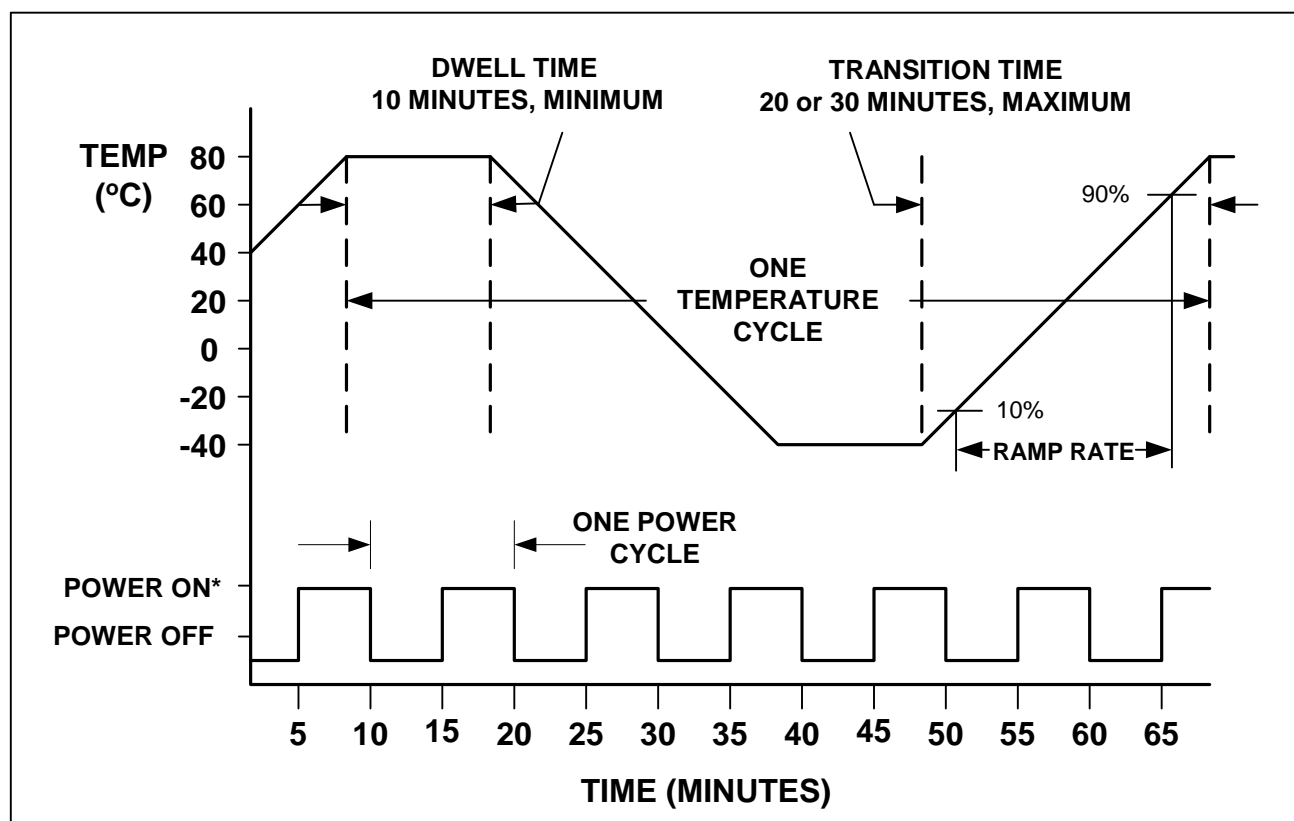 DWELL TIME
10 MINUTES, MINIMUM
TRANSITION TIME
20 or 30 MINUTES, MAXIMUM
TEMP
(ºC)
80
60
40
20
0
-20
-40
90%
ONE
TEMPERATURE
CYCLE
10%
RAMP RATE
ONE POWER
CYCLE
POWER ON*
POWER OFF
5 10 15 20 25 30 35 40 45 50 55 60 65
TIME (MINUTES)